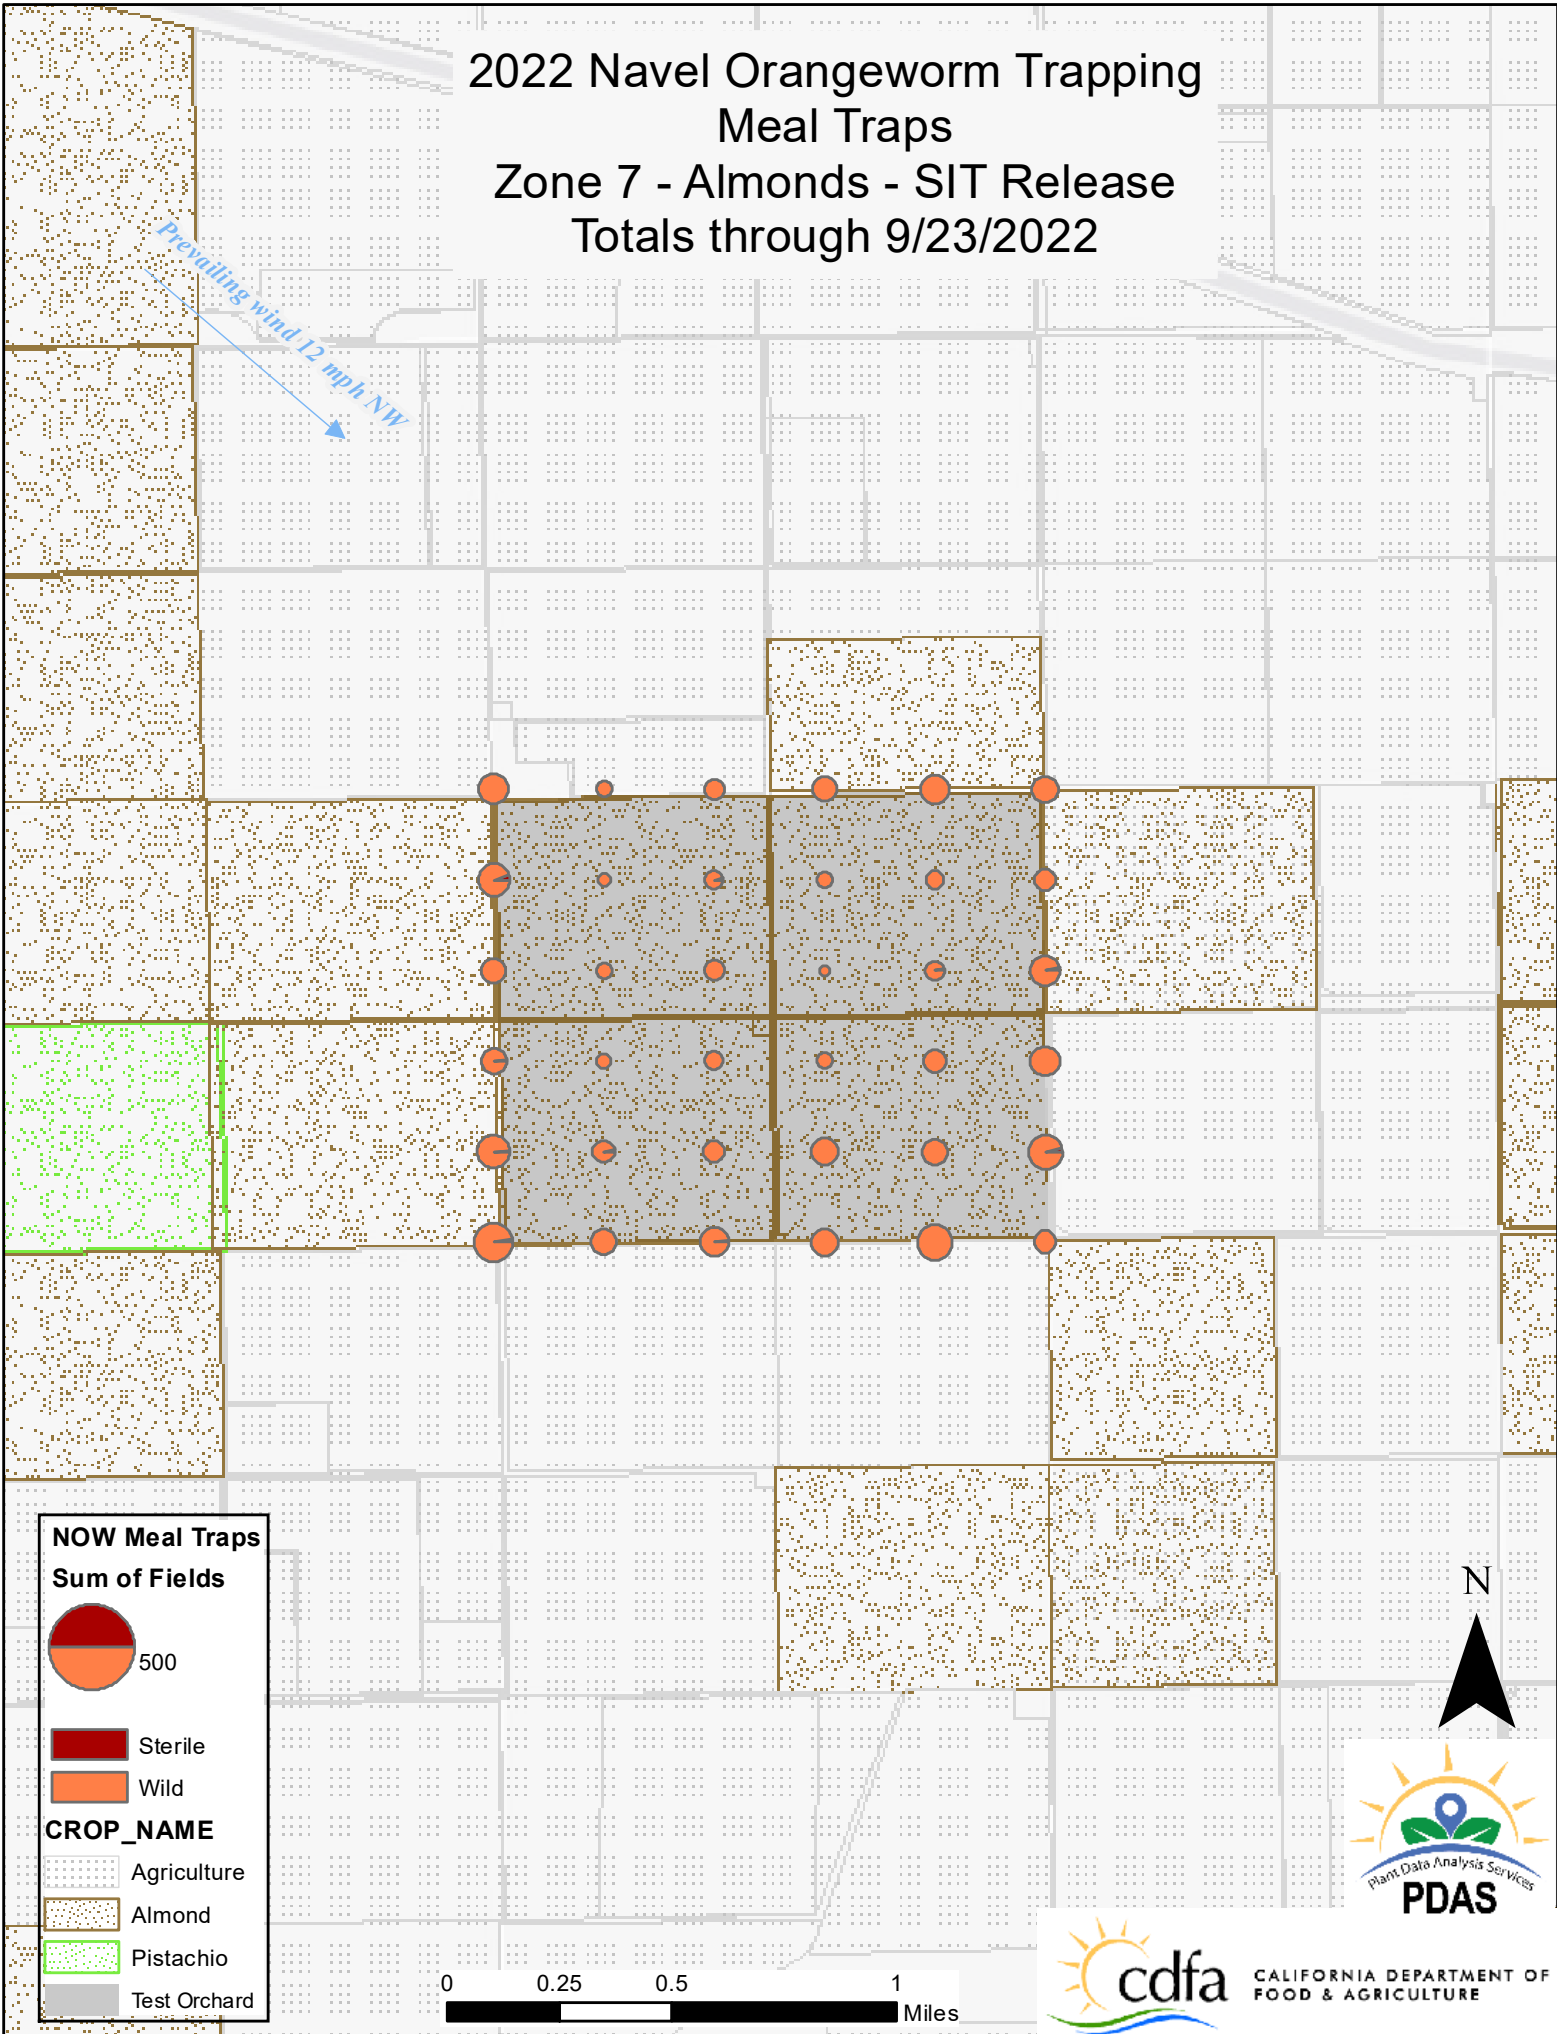 2022 Navel Orangeworm Trapping
Meal Traps
Zone 7 - Almonds - SIT Release
Totals through 9/23/2022
Prevailing wind 12 mph NW
NOW Meal Traps
Sum of Fields
500
Sterile
Wild
CROP_NAME
Agriculture
Almond
Pistachio
Test Orchard
0 0.25 0.5 1
Miles
N
Plant Data Analysis Services
PDAS
cdfa
CALIFORNIA DEPARTMENT OF
FOOD & AGRICULTURE